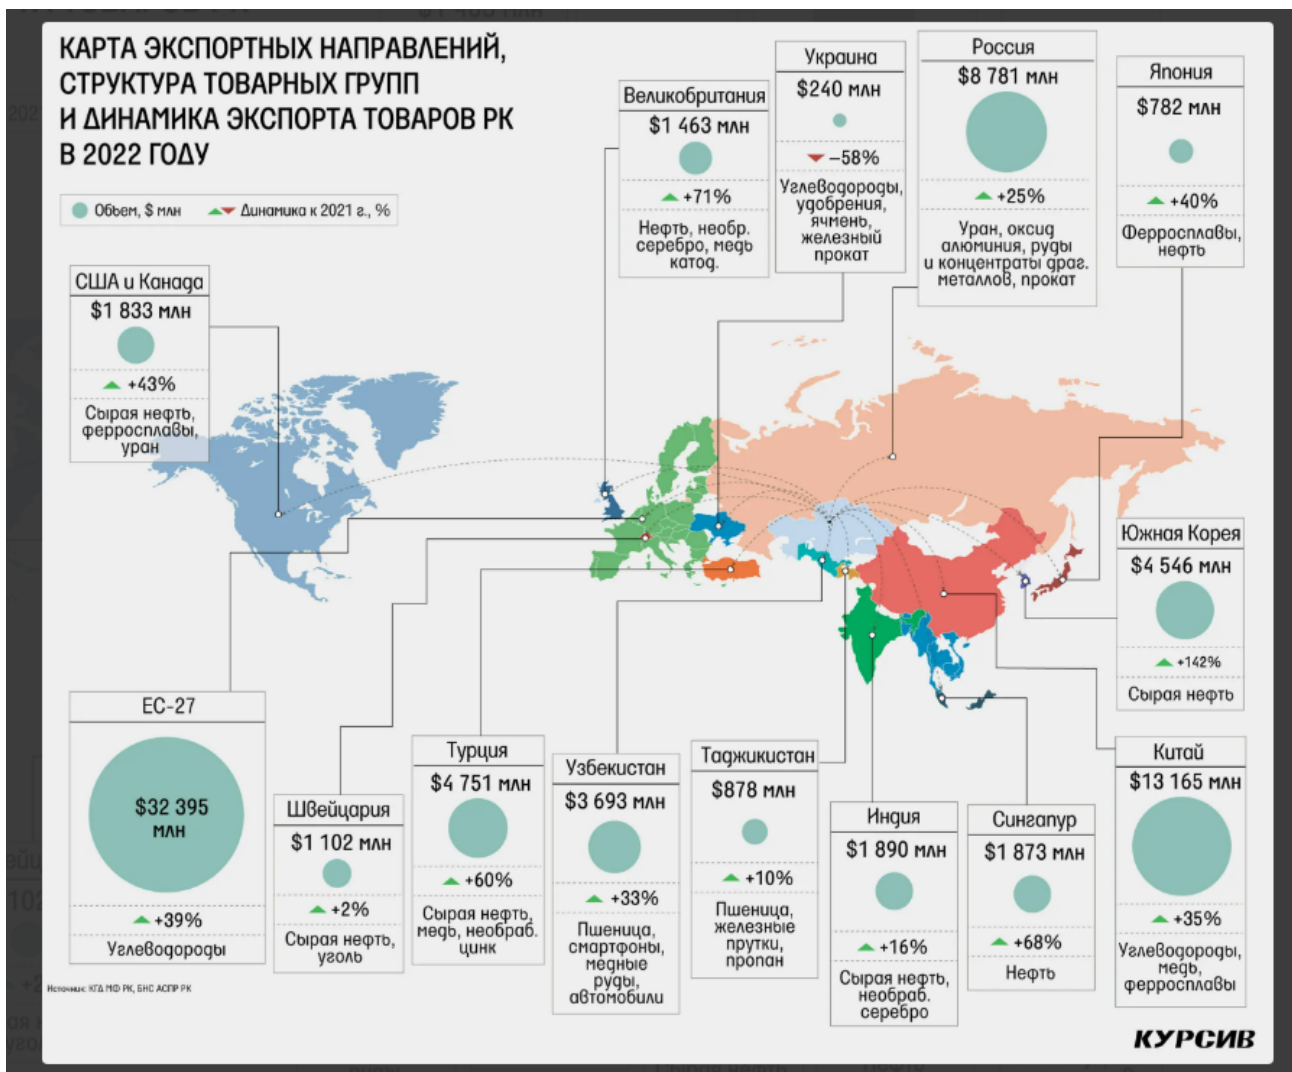 КАРТА ЭКСПОРТНЫХ НАПРАВЛЕНИЙ,
СТРУКТУРА ТОВАРНЫХ ГРУПП
И ДИНАМИКА ЭКСПОРТА ТОВАРОВ РК
В 2022 ГОДУ
Объем, $ млн
Динамика к 2021 г., %
США и Канада
$1 833 млн
+43%
Сырая нефть,
ферросплавы,
уран
Великобритания
$1 463 млн
+71%
Нефть, необр.
серебро, медь
катод.
Украина
$240 млн
–58%
Углеводороды,
удобрения,
ячмень,
железный
прокат
Россия
$8 781 млн
+25%
Уран, оксид
алюминия, руды
и концентраты драг.
металлов, прокат
Япония
$782 млн
+40%
Ферросплавы,
нефть
Южная Корея
$4 546 млн
+142%
Сырая нефть
ЕС-27
$32 395
млн
+39%
Углеводороды
Швейцария
$1 102 млн
+2%
Сырая нефть,
уголь
Турция
$4 751 млн
+60%
Сырая нефть,
медь, необраб.
цинк
Узбекистан
$3 693 млн
+33%
Пшеница,
смартфоны,
медные
руды,
автомобили
Таджикистан
$878 млн
+10%
Пшеница,
железные
прутки,
пропан
Индия
$1 890 млн
+16%
Сырая нефть,
необраб.
серебро
Сингапур
$1 873 млн
+68%
Нефть
Китай
$13 165 млн
+35%
Углеводороды,
медь,
ферросплавы
Источник: КГД МФ РК, БНС АСПР РК
КУРСИВ